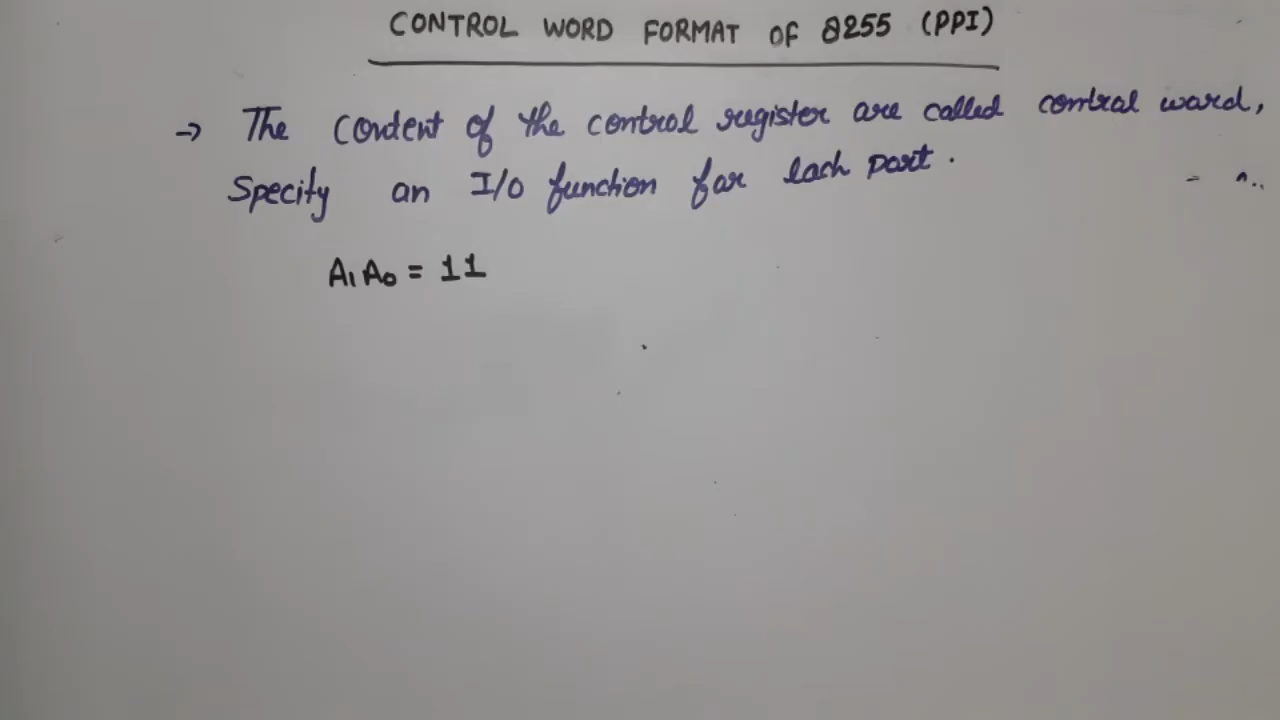 CONTROL WORD FORMAT OF 8255 (PPI)
→ The content of the control register are called control word,
Specify an I/O function for each port.
A₁A₀ = 11